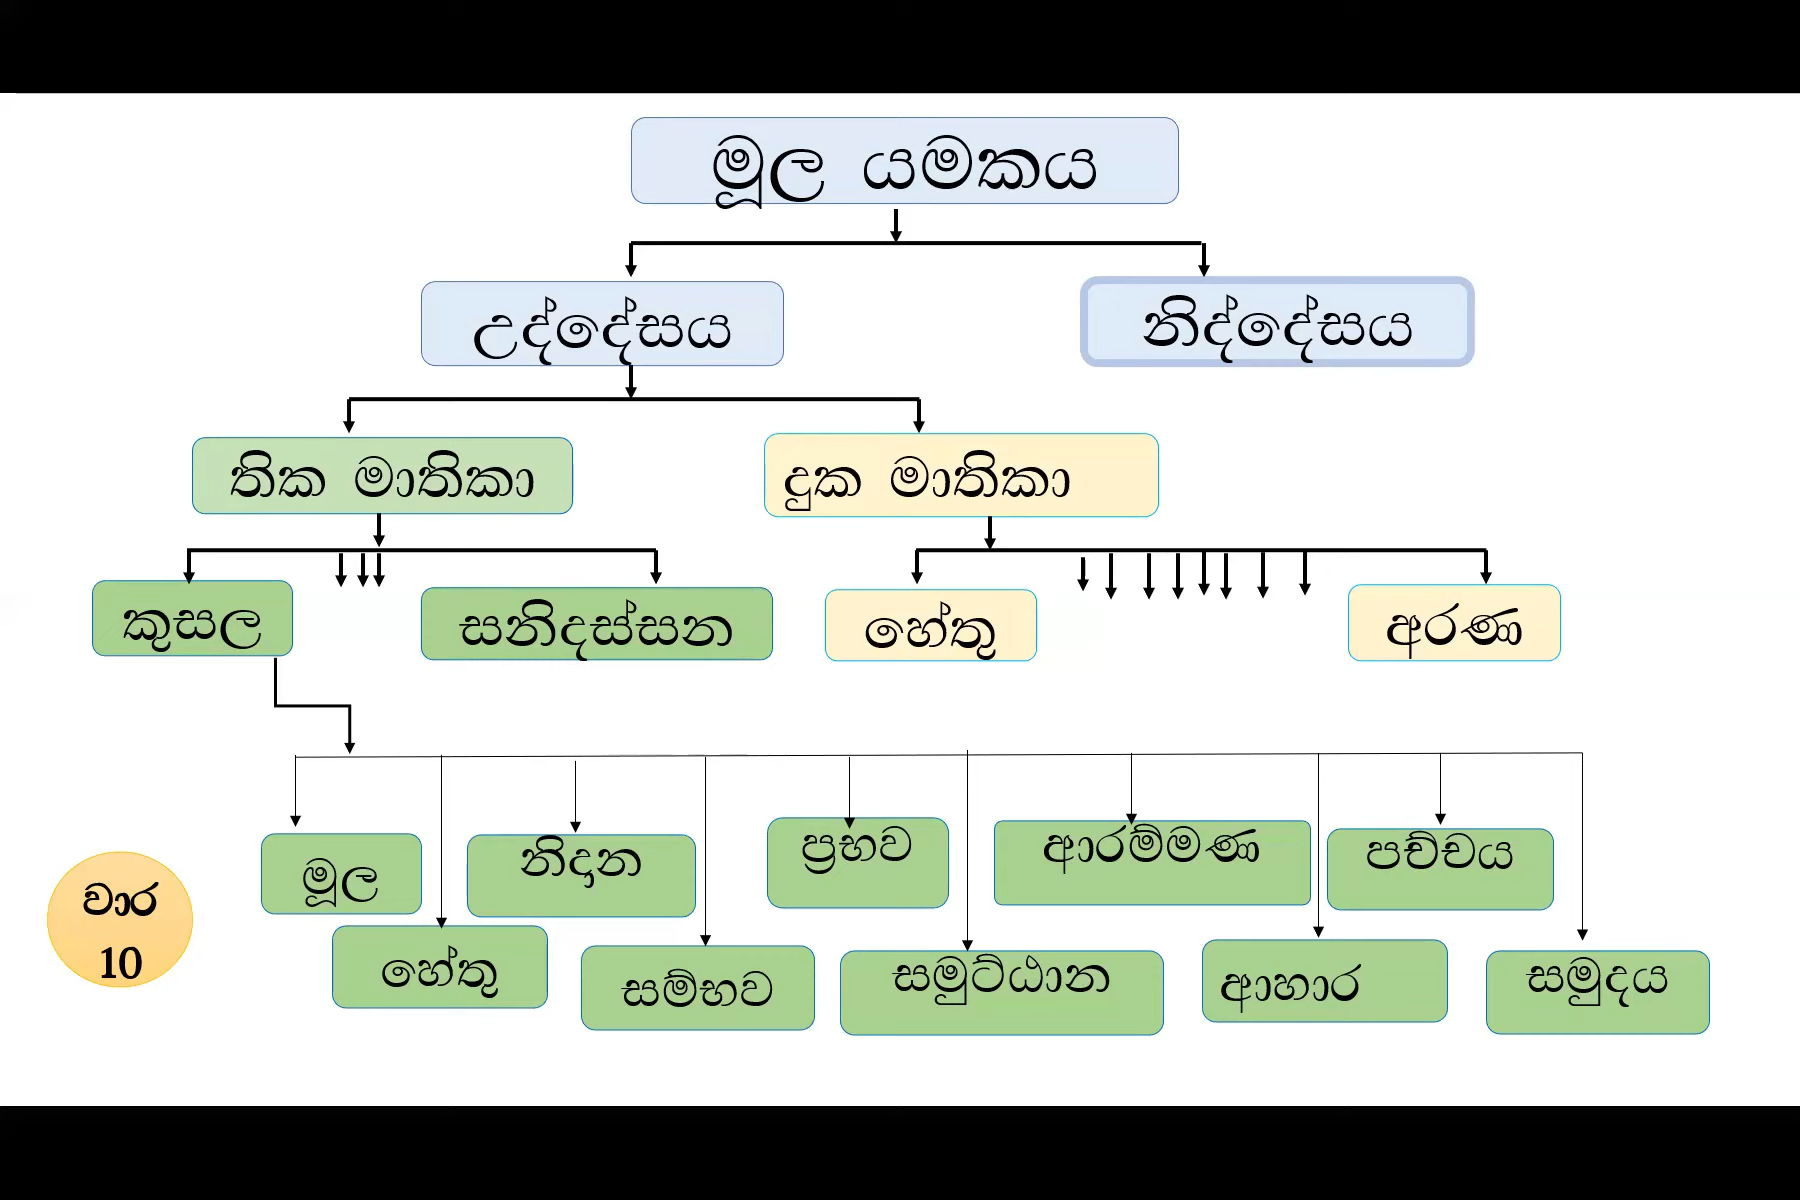 මූල යමකය
උද්දේසය
නිද්දේසය
තික මාතිකා
දුක මාතිකා
කුසල
සනිදස්සන
හේතු
අරණ
මූල
නිදාන
ප්‍රභව
ආරම්මණ
පච්චය
වාර
10
හේතු
සම්භව
සමුට්ඨාන
ආහාර
සමුදය